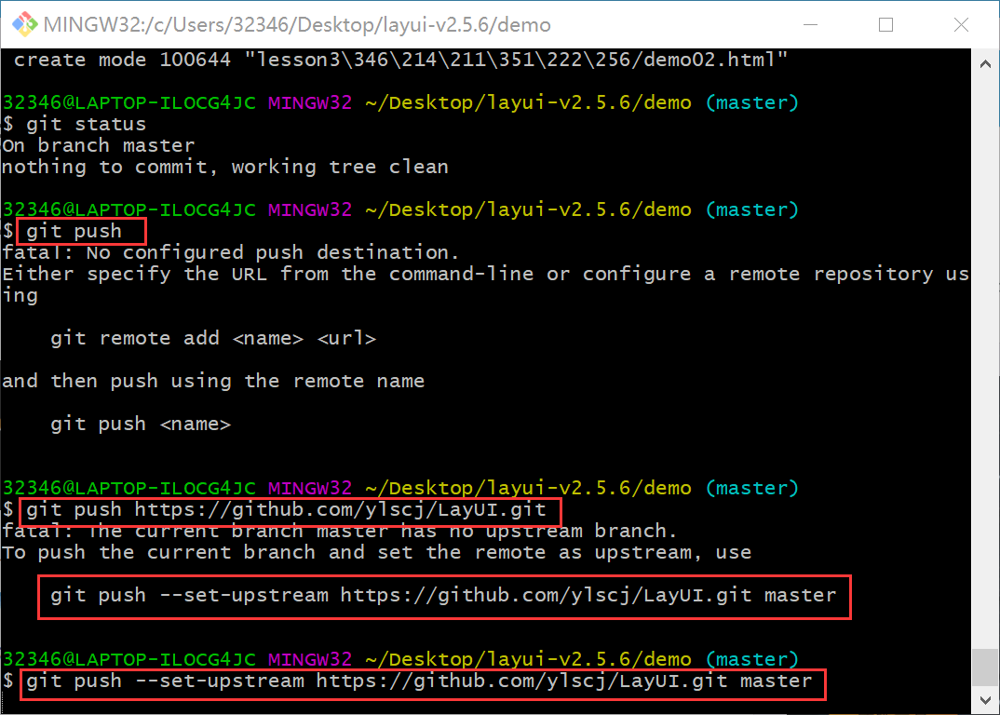 MINGW32:/c/Users/32346/Desktop/layui-v2.5.6/demo
create mode 100644 "lesson3\346\214\211\351\222\256/demo02.html"
32346@LAPTOP-ILOCG4JC MINGW32 ~/Desktop/layui-v2.5.6/demo (master)
$ git status
On branch master
nothing to commit, working tree clean
32346@LAPTOP-ILOCG4JC MINGW32 ~/Desktop/layui-v2.5.6/demo (master)
$ git push
fatal: No configured push destination.
Either specify the URL from the command-line or configure a remote repository us
ing
git remote add <name> <url>
and then push using the remote name
git push <name>
32346@LAPTOP-ILOCG4JC MINGW32 ~/Desktop/layui-v2.5.6/demo (master)
$ git push https://github.com/ylscj/LayUI.git
fatal: The current branch master has no upstream branch.
To push the current branch and set the remote as upstream, use
git push --set-upstream https://github.com/ylscj/LayUI.git master
32346@LAPTOP-ILOCG4JC MINGW32 ~/Desktop/layui-v2.5.6/demo (master)
$ git push --set-upstream https://github.com/ylscj/LayUI.git master